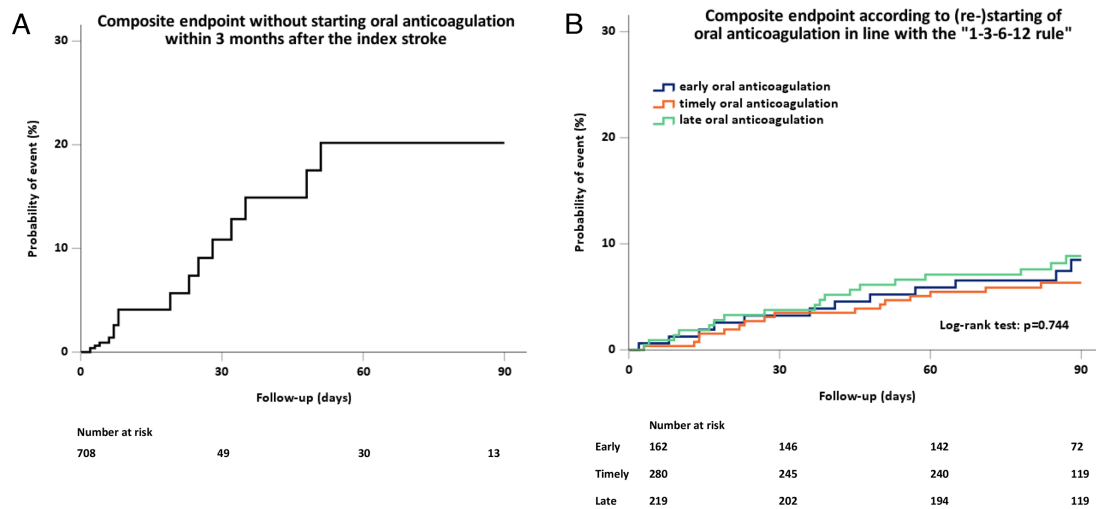 A
Composite endpoint without starting oral anticoagulation
within 3 months after the index stroke
30
20
10
0
Probability of event (%)
0 30 60 90
Follow-up (days)
Number at risk
708 49 30 13
B
Composite endpoint according to (re-)starting of
oral anticoagulation in line with the "1-3-6-12 rule"
early oral anticoagulation
timely oral anticoagulation
late oral anticoagulation
30
20
10
0
Probability of event (%)
Log-rank test: p=0.744
0 30 60 90
Follow-up (days)
Number at risk
Early 162 146 142 72
Timely 280 245 240 119
Late 219 202 194 119